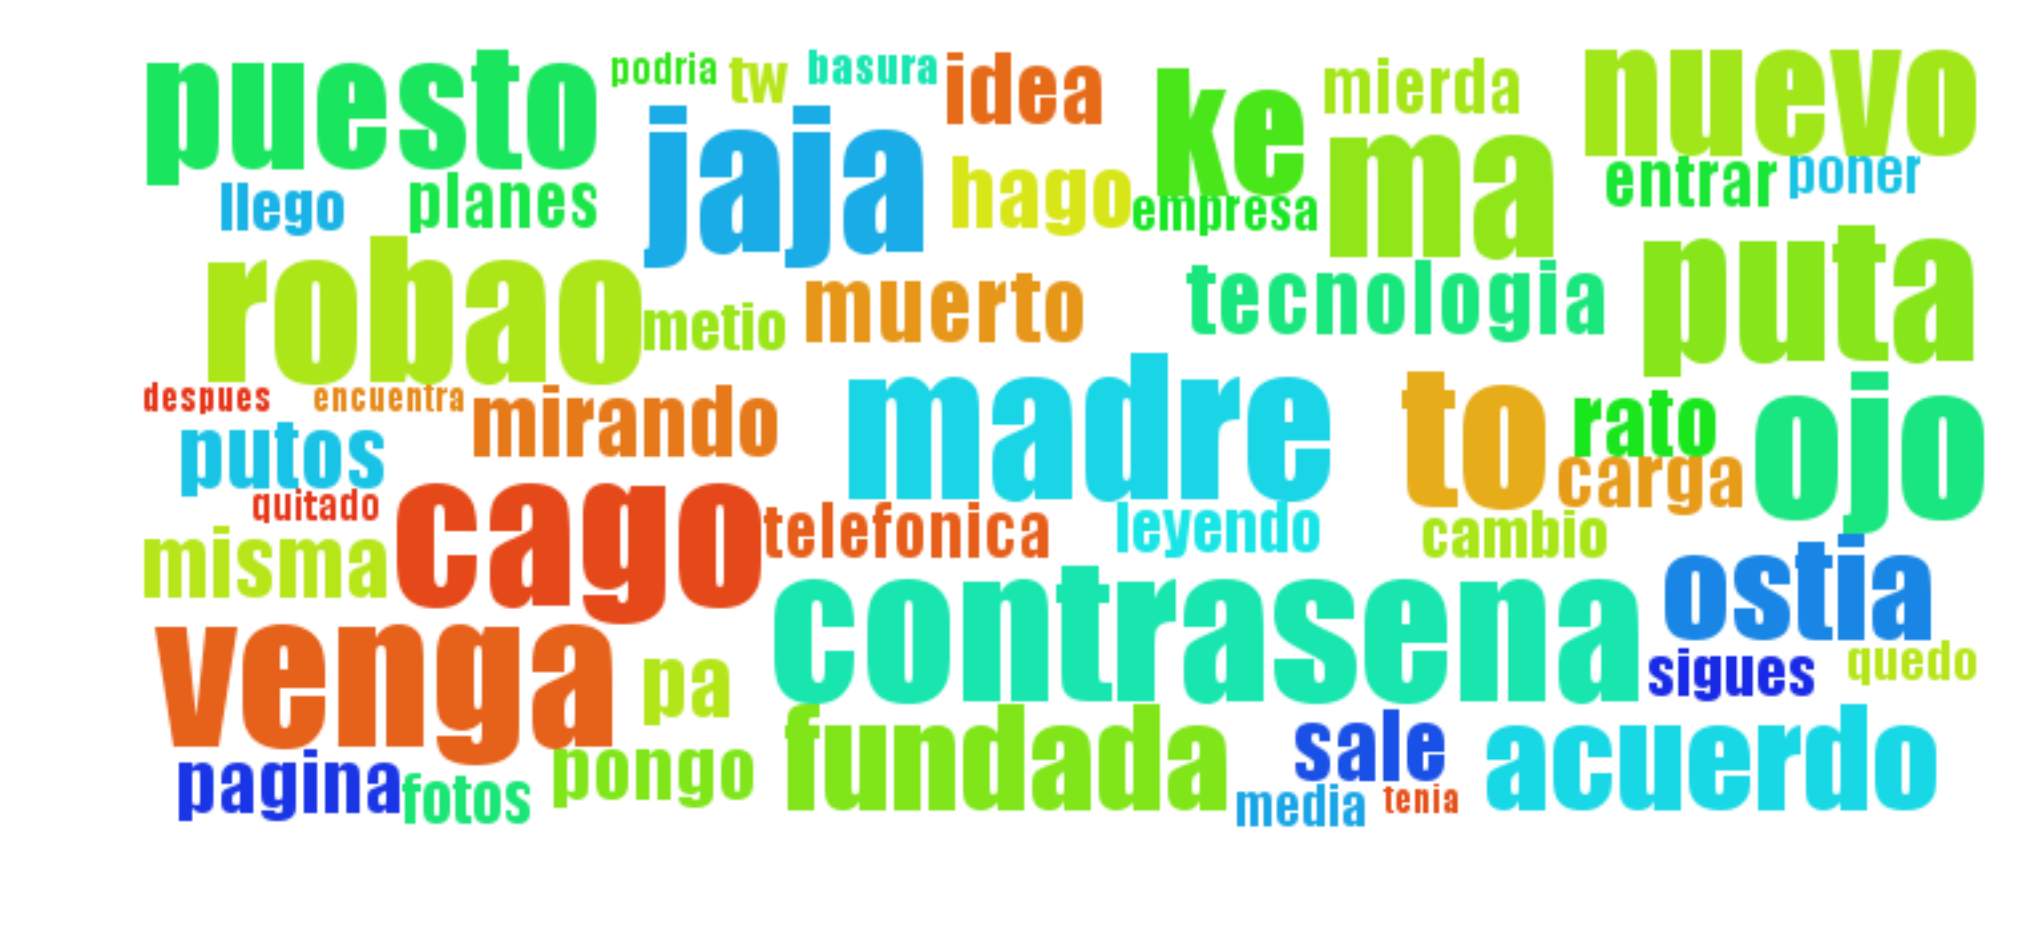 puesto podria tw basura idea ke mierda nuevo
llego planes jaja hago empresa ma entrar poner
robao metio muerto tecnologia puta
despues encuentra mirando madre to rato ojo
putos carga
quitado cago telefonica leyendo cambio
misma contrasena ostia
venga pa sigues quedo
pagina fotos pongo fundada sale acuerdo
media tenia